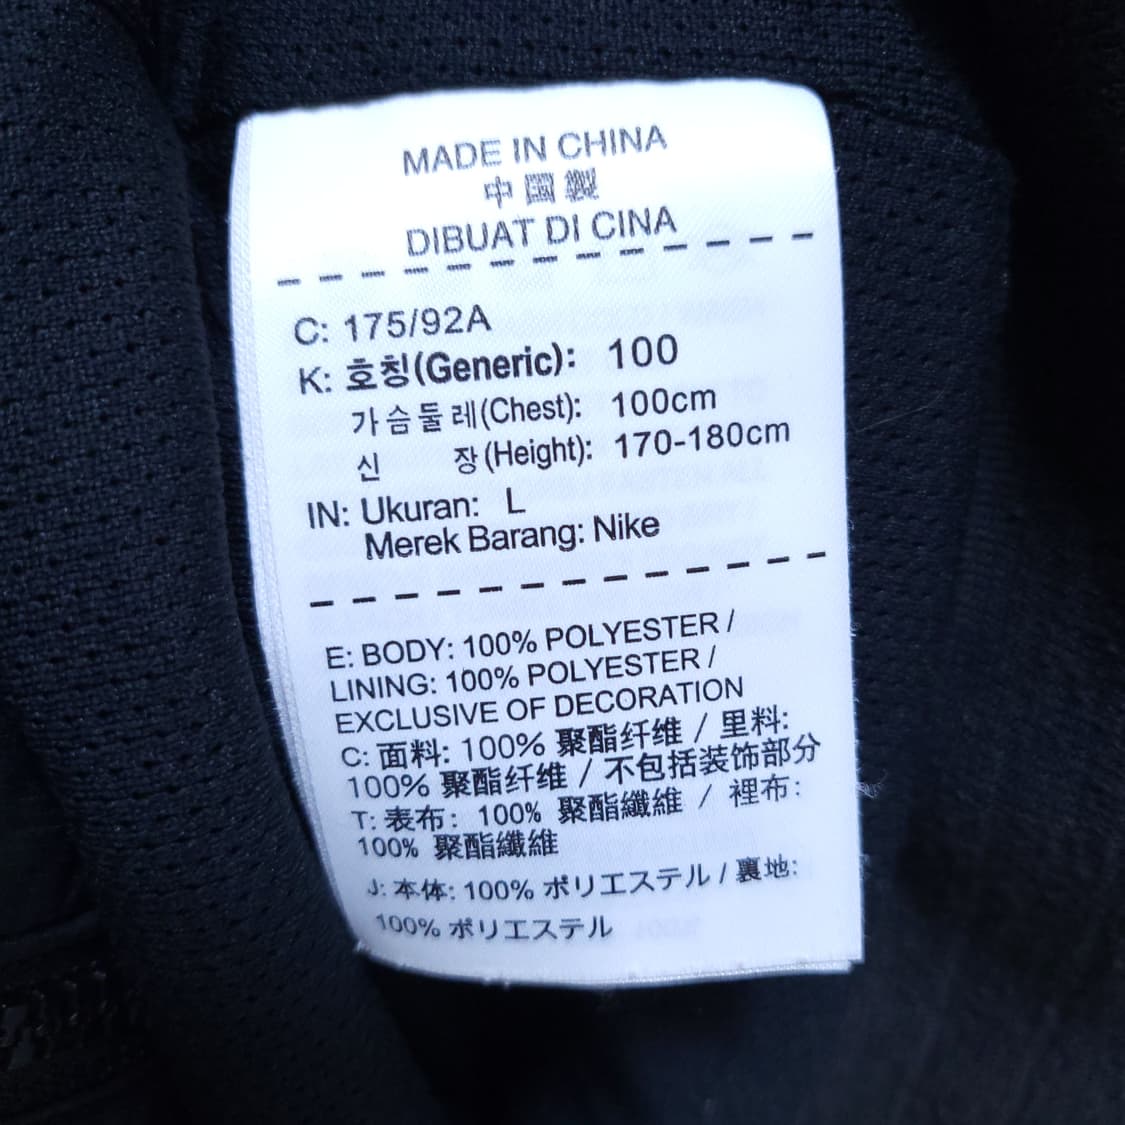 MADE IN CHINA
中國製
DIBUAT DI CINA
C: 175/92A
K: 호칭(Generic): 100
가슴둘레(Chest): 100cm
신 장(Height): 170-180cm
IN: Ukuran: L
Merek Barang: Nike
E: BODY: 100% POLYESTER /
LINING: 100% POLYESTER /
EXCLUSIVE OF DECORATION
C: 面料: 100% 聚酯纤维 / 里料:
100% 聚酯纤维 / 不包括装饰部分
T: 表布: 100% 聚酯纖維 / 裡布:
100% 聚酯纖維
J: 本体: 100% ポリエステル / 裏地:
100% ポリエステル